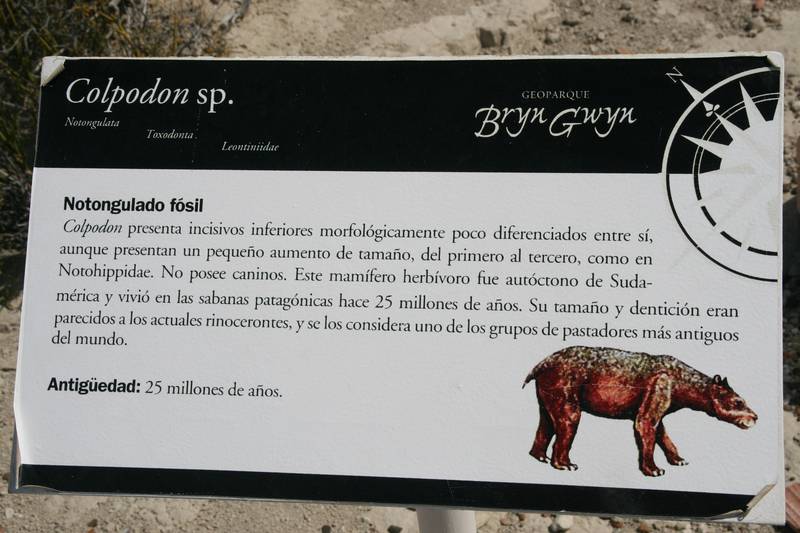 Colpodon sp.
Notongulata
Toxodonta
Leontiniidae
GEOPARQUE
Bryn Gwyn
N
Notongulado fósil
Colpodon presenta incisivos inferiores morfológicamente poco diferenciados entre sí,
aunque presentan un pequeño aumento de tamaño, del primero al tercero, como en
Notohippidae. No posee caninos. Este mamífero herbívoro fue autóctono de Suda-
mérica y vivió en las sabanas patagónicas hace 25 millones de años. Su tamaño y dentición eran
parecidos a los actuales rinocerontes, y se los considera uno de los grupos de pastadores más antiguos
del mundo.
Antigüedad: 25 millones de años.